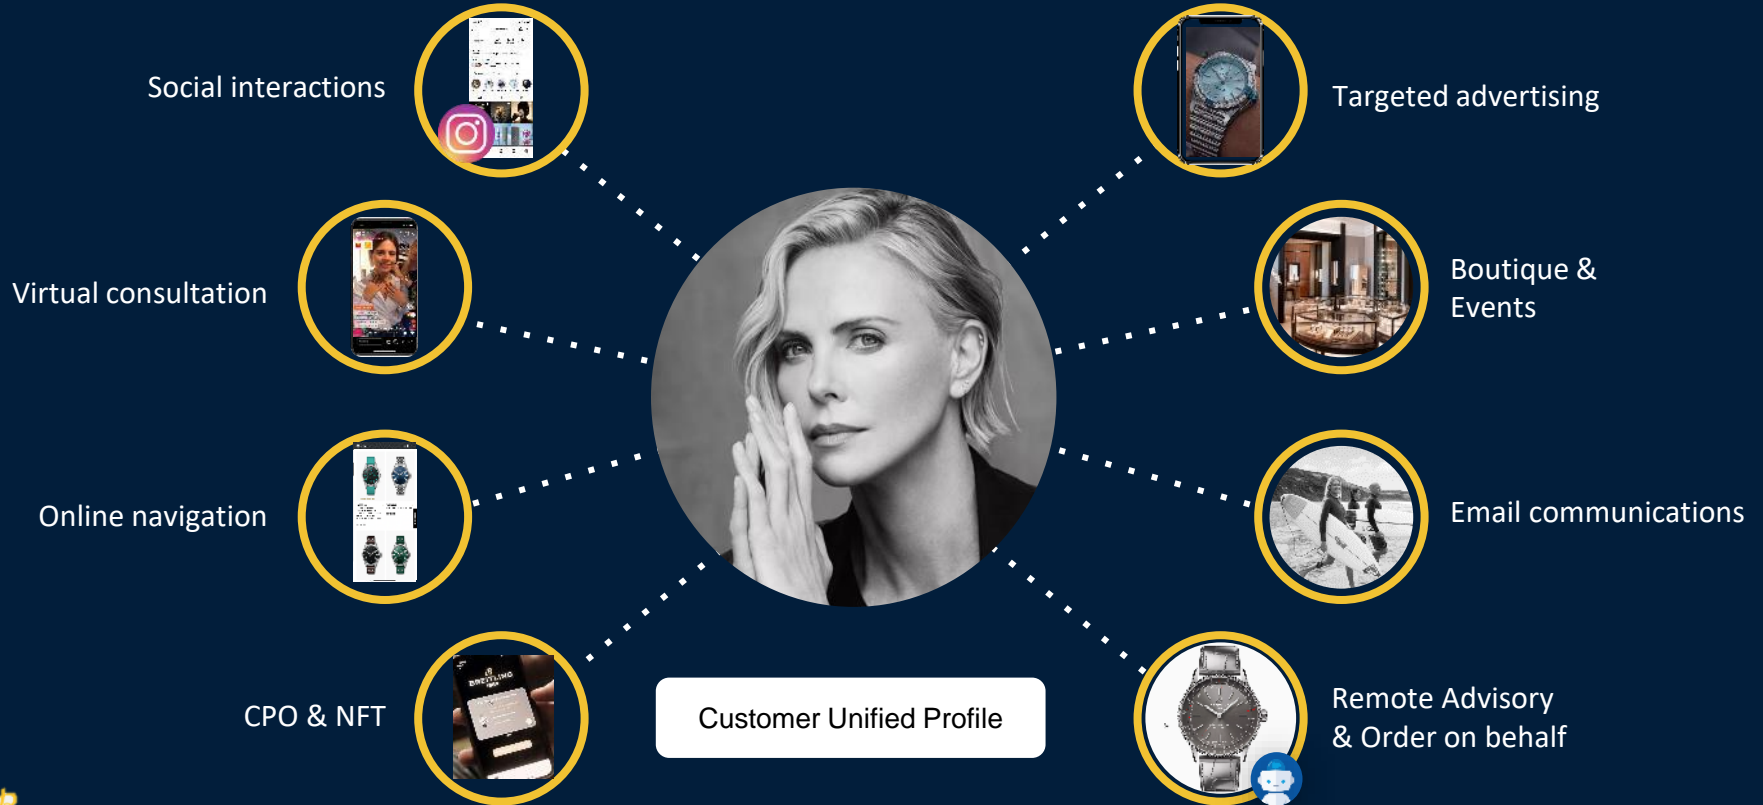 Social interactions
Targeted advertising
Virtual consultation
Boutique &
Events
Online navigation
Email communications
CPO & NFT
BREITLING
Customer Unified Profile
Remote Advisory
& Order on behalf